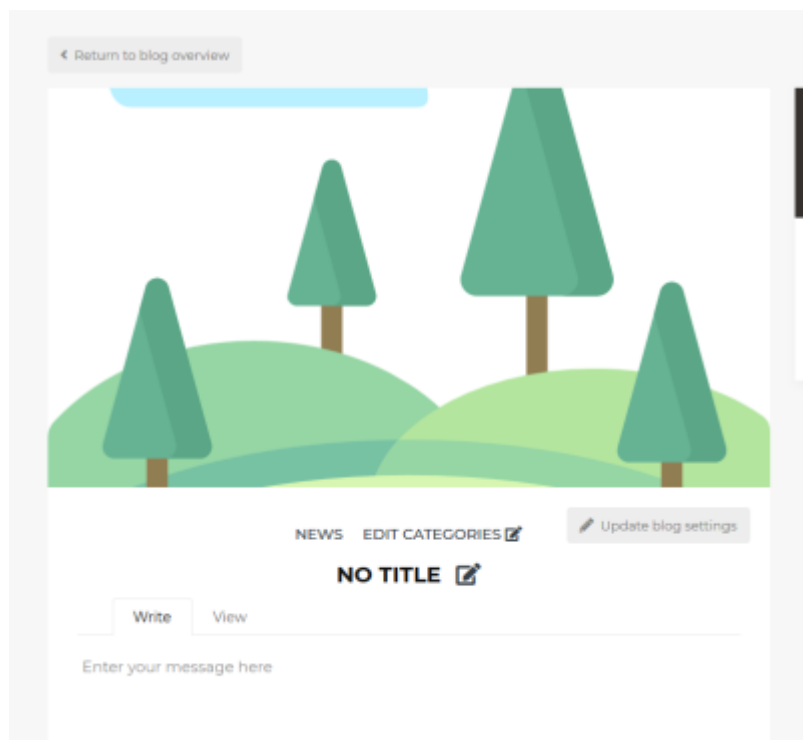 Return to blog overview
NEWS EDIT CATEGORIES
Update blog settings
NO TITLE
Write View
Enter your message here